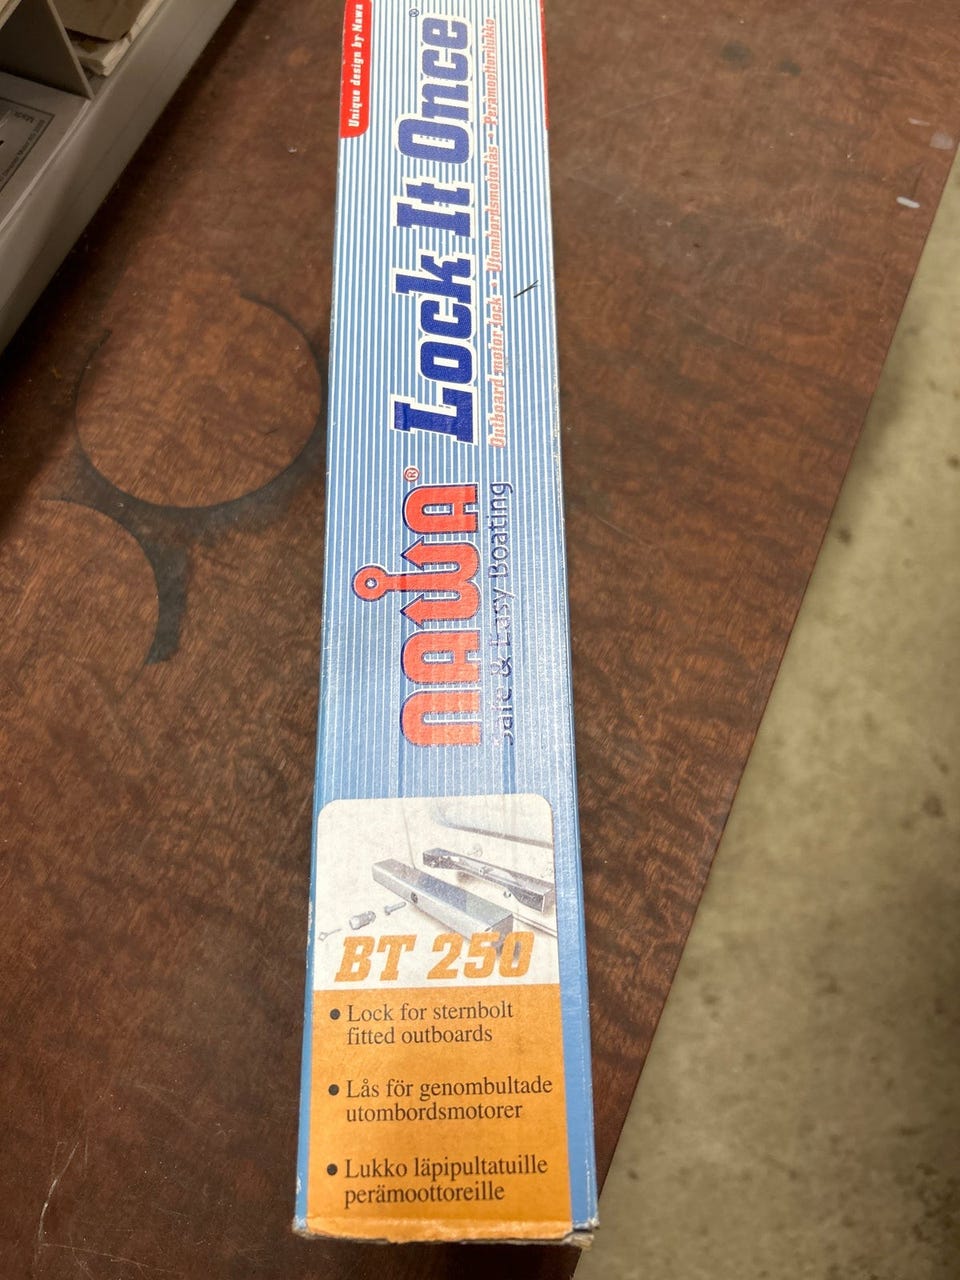 Unique design by Nawa
Lock It Once®
Outboard motor lock • Utombordsmotorlås • Perämoottorilukko
nawa®
Safe & Easy Boating
BT 250
• Lock for sternbolt
fitted outboards
• Lås för genombultade
utombordsmotorer
• Lukko läpipultatuille
perämoottoreille
Made